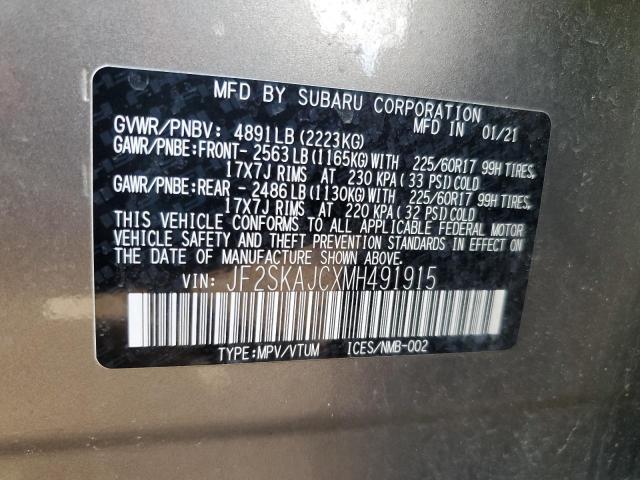 MFD BY SUBARU CORPORATION
GVWR/PNBV: 4891LB(2223KG) MFD IN 01/21
GAWR/PNBE:FRONT- 2563LB(1165KG)WITH 225/60R17 99H TIRES,
17X7J RIMS AT 230 KPA(33 PSI)COLD
GAWR/PNBE:REAR - 2486LB(1130KG)WITH 225/60R17 99H TIRES,
17X7J RIMS AT 220 KPA(32 PSI)COLD
THIS VEHICLE CONFORMS TO ALL APPLICABLE FEDERAL MOTOR
VEHICLE SAFETY AND THEFT PREVENTION STANDARDS IN EFFECT ON
THE DATE OF MANUFACTURE SHOWN ABOVE.
VIN: JF2SKAJCXMH491915
TYPE:MPV/VTUM ICES/NMB-002